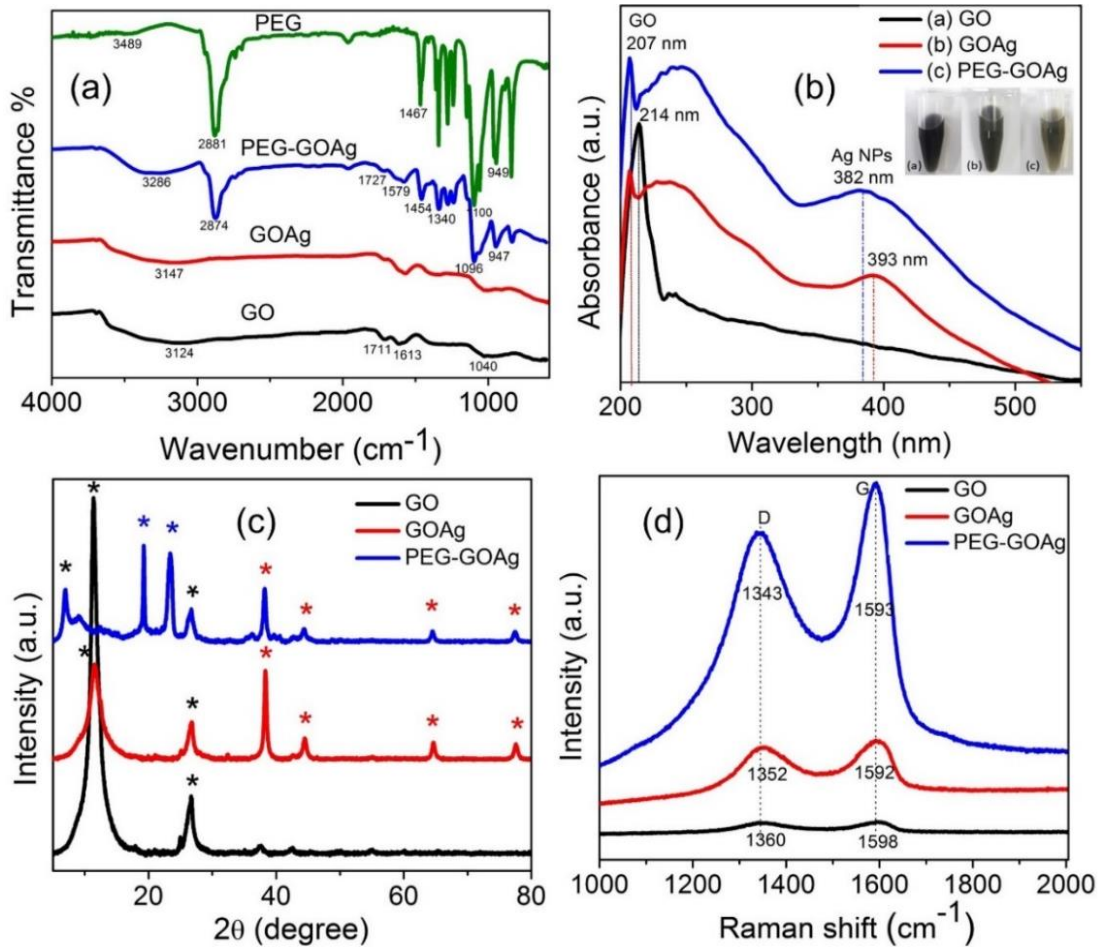 PEG
3489
(a)
1467
2881
PEG-GOAg
949
3286
1727
1579
1454
1340
1100
2874
GOAg
1096
947
3147
GO
3124
1711
1613
1040
Transmittance %
4000 3000 2000 1000
Wavenumber (cm-1)
GO
207 nm
(a) GO
(b) GOAg
(c) PEG-GOAg
214 nm
(b)
(a)
(b)
(c)
Ag NPs
382 nm
393 nm
Absorbance (a.u.)
200 300 400 500
Wavelength (nm)
*
(c)
GO
GOAg
PEG-GOAg
* * * * * * * *
* * * * * *
*
Intensity (a.u.)
20 40 60 80
2θ (degree)
(d)
D
G
GO
GOAg
PEG-GOAg
1343
1593
1352
1592
1360
1598
Intensity (a.u.)
1000 1200 1400 1600 1800 2000
Raman shift (cm-1)